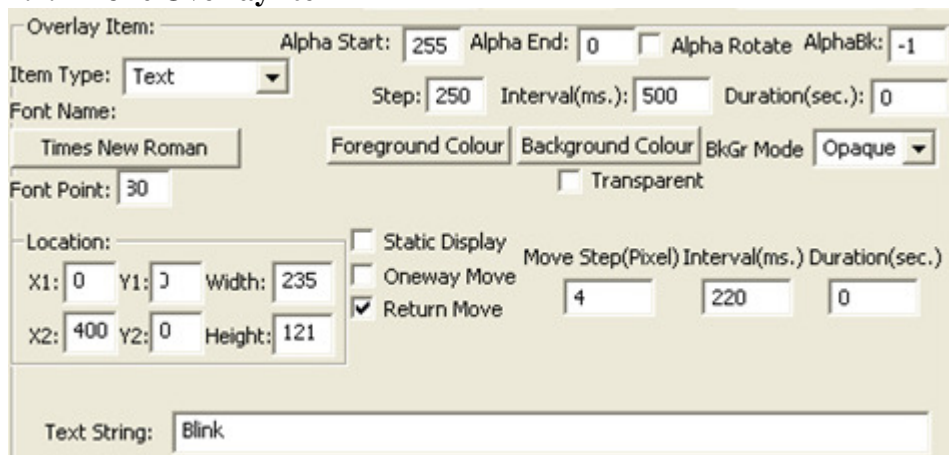 Overlay Item:
Alpha Start: 255 Alpha End: 0 Alpha Rotate AlphaBk: -1
Item Type: Text
Step: 250 Interval(ms.): 500 Duration(sec.): 0
Font Name:
Times New Roman Foreground Colour Background Colour BkGr Mode Opaque
Font Point: 30 Transparent
Location: Static Display
Move Step(Pixel) Interval(ms.) Duration(sec.)
X1: 0 Y1: 0 Width: 235 Oneway Move
4 220 0
Return Move
X2: 400 Y2: 0 Height: 121
Text String: Blink